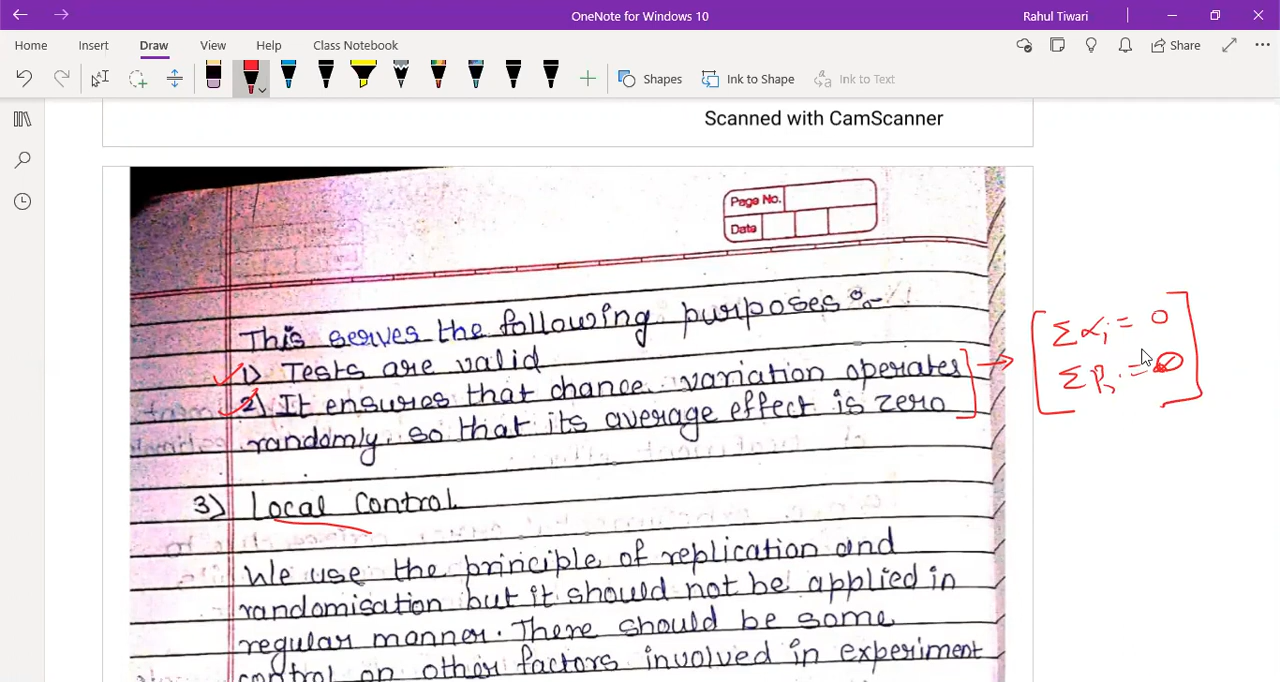 OneNote for Windows 10
Rahul Tiwari
Home Insert Draw View Help Class Notebook
Share
Shapes Ink to Shape Ink to Text
Scanned with CamScanner
Page No.
Date
This serves the following purposes :-
1) Tests are valid
2) It ensures that chance variation operates
randomly, so that its average effect is zero
Σαi = 0
3) Local Control
We use the principle of replication and
randomisation but it should not be applied in
regular manner. There should be some
control on other factors involved in experiment